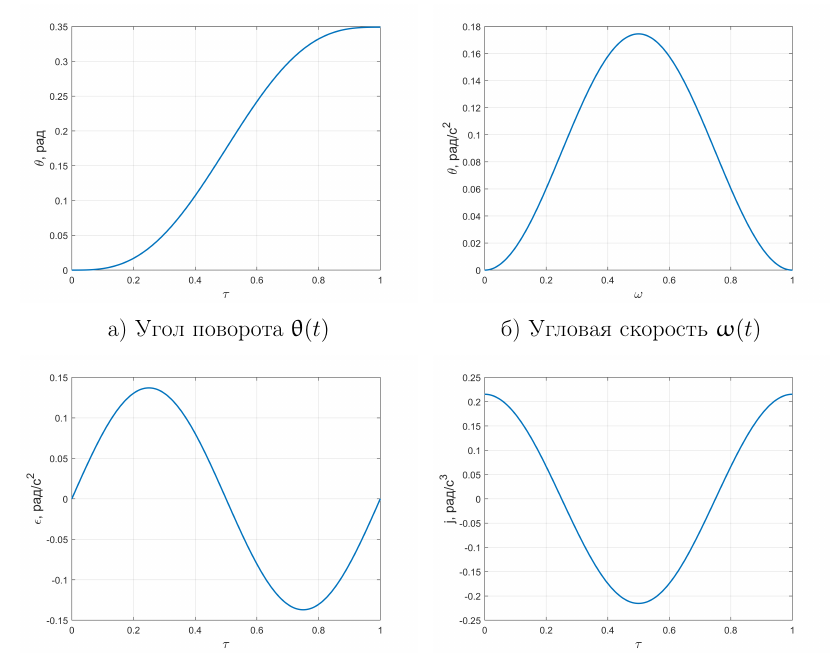 0.35
0.3
0.25
0.2
0.15
0.1
0.05
0
θ, рад
0 0.2 0.4 0.6 0.8 1
τ
0.18
0.16
0.14
0.12
0.1
0.08
0.06
0.04
0.02
0
θ, рад/с²
0 0.2 0.4 0.6 0.8 1
ω
а) Угол поворота θ(t)
б) Угловая скорость ω(t)
0.15
0.1
0.05
0
-0.05
-0.1
-0.15
ϵ, рад/с²
0 0.2 0.4 0.6 0.8 1
τ
0.25
0.2
0.15
0.1
0.05
0
-0.05
-0.1
-0.15
-0.2
-0.25
j, рад/с³
0 0.2 0.4 0.6 0.8 1
τ